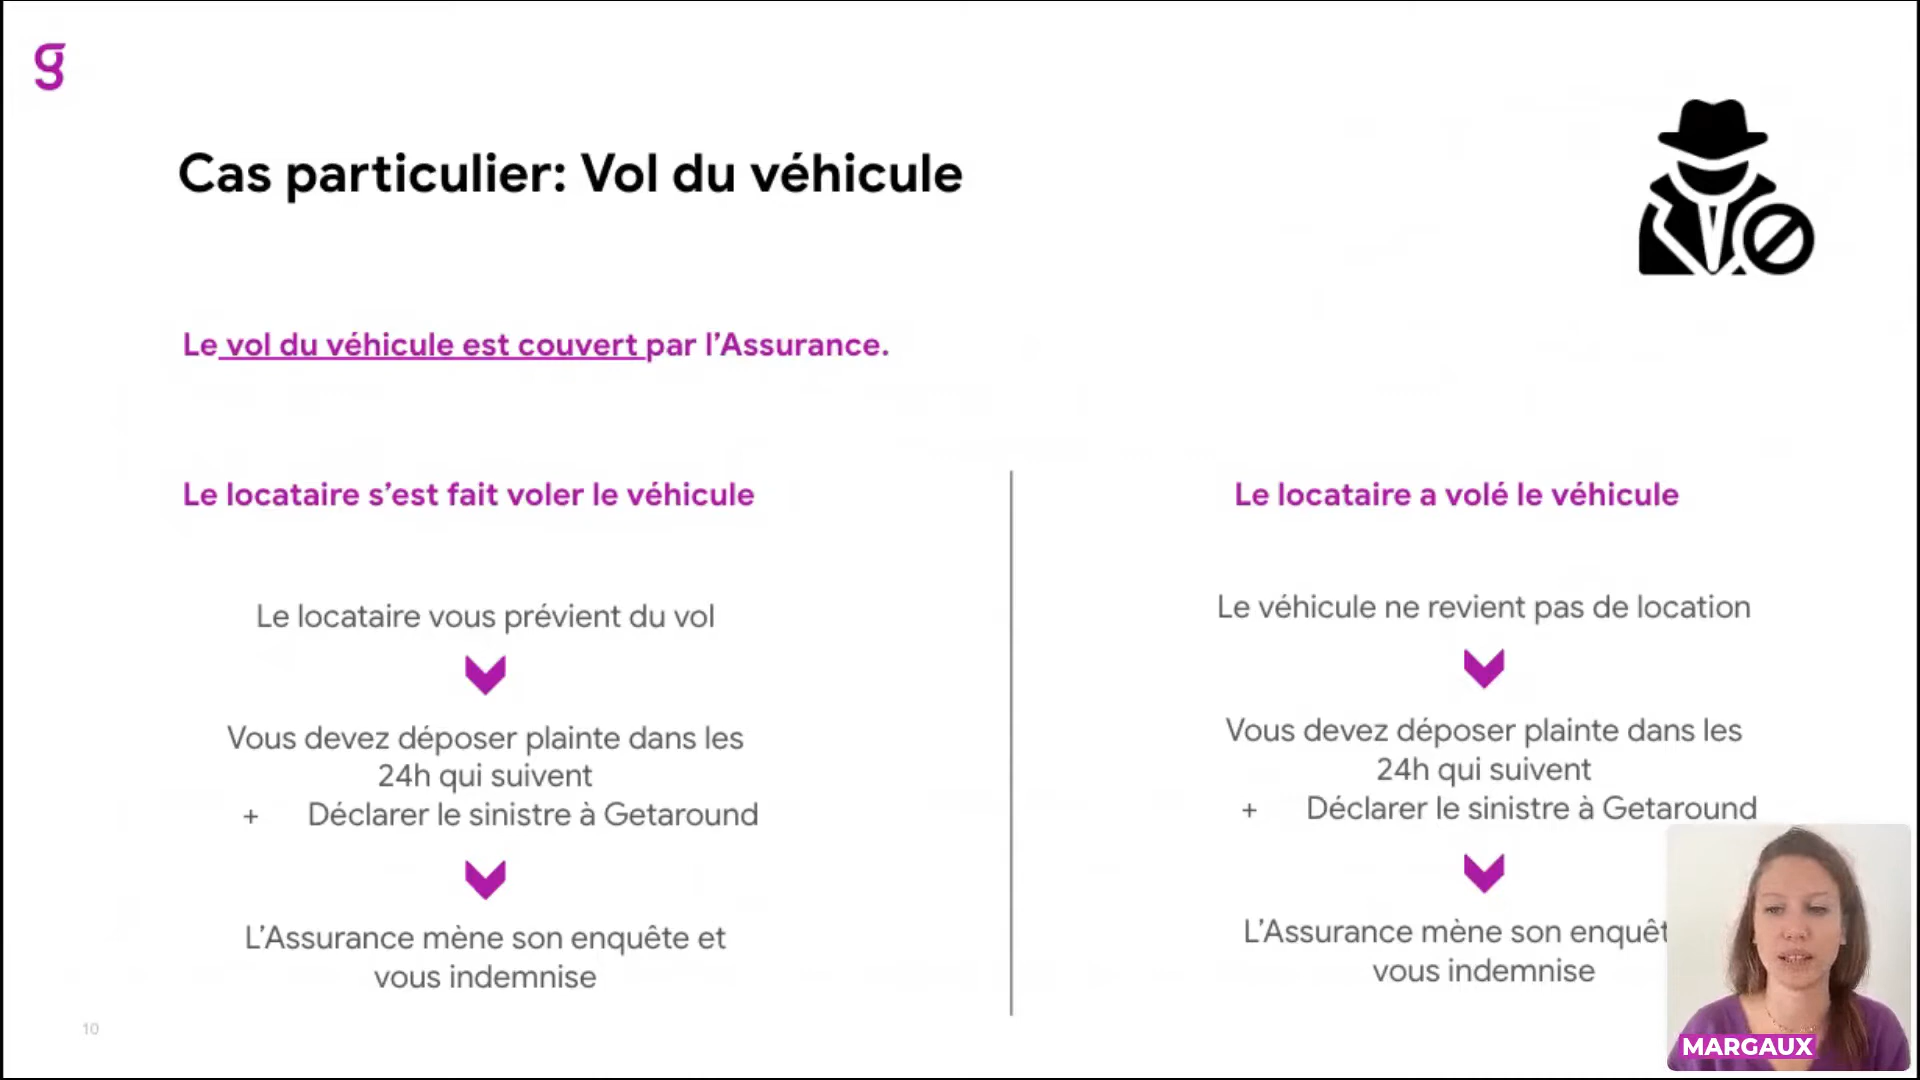 g
Cas particulier: Vol du véhicule
Le vol du véhicule est couvert par l’Assurance.
Le locataire s’est fait voler le véhicule
Le locataire vous prévient du vol
Vous devez déposer plainte dans les
24h qui suivent
+ Déclarer le sinistre à Getaround
L’Assurance mène son enquête et
vous indemnise
Le locataire a volé le véhicule
Le véhicule ne revient pas de location
Vous devez déposer plainte dans les
24h qui suivent
+ Déclarer le sinistre à Getaround
L’Assurance mène son enquêt
vous indemnise
10
MARGAUX